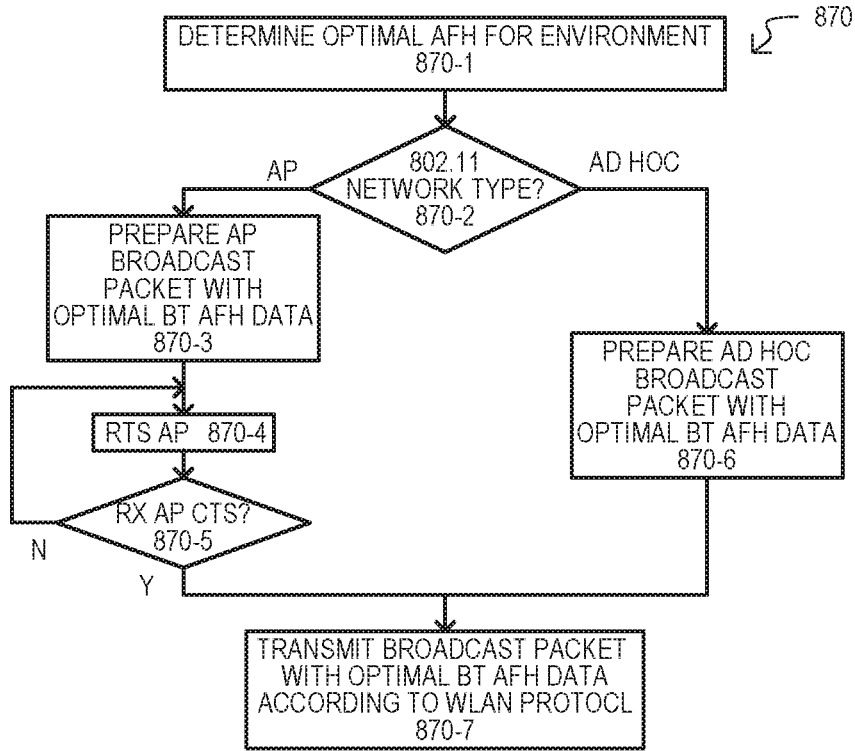 870
DETERMINE OPTIMAL AFH FOR ENVIRONMENT
870-1
802.11
NETWORK TYPE?
870-2
AP
AD HOC
PREPARE AP
BROADCAST
PACKET WITH
OPTIMAL BT AFH DATA
870-3
RTS AP 870-4
RX AP CTS?
870-5
N
Y
PREPARE AD HOC
BROADCAST
PACKET WITH
OPTIMAL BT AFH DATA
870-6
TRANSMIT BROADCAST PACKET
WITH OPTIMAL BT AFH DATA
ACCORDING TO WLAN PROTOCL
870-7